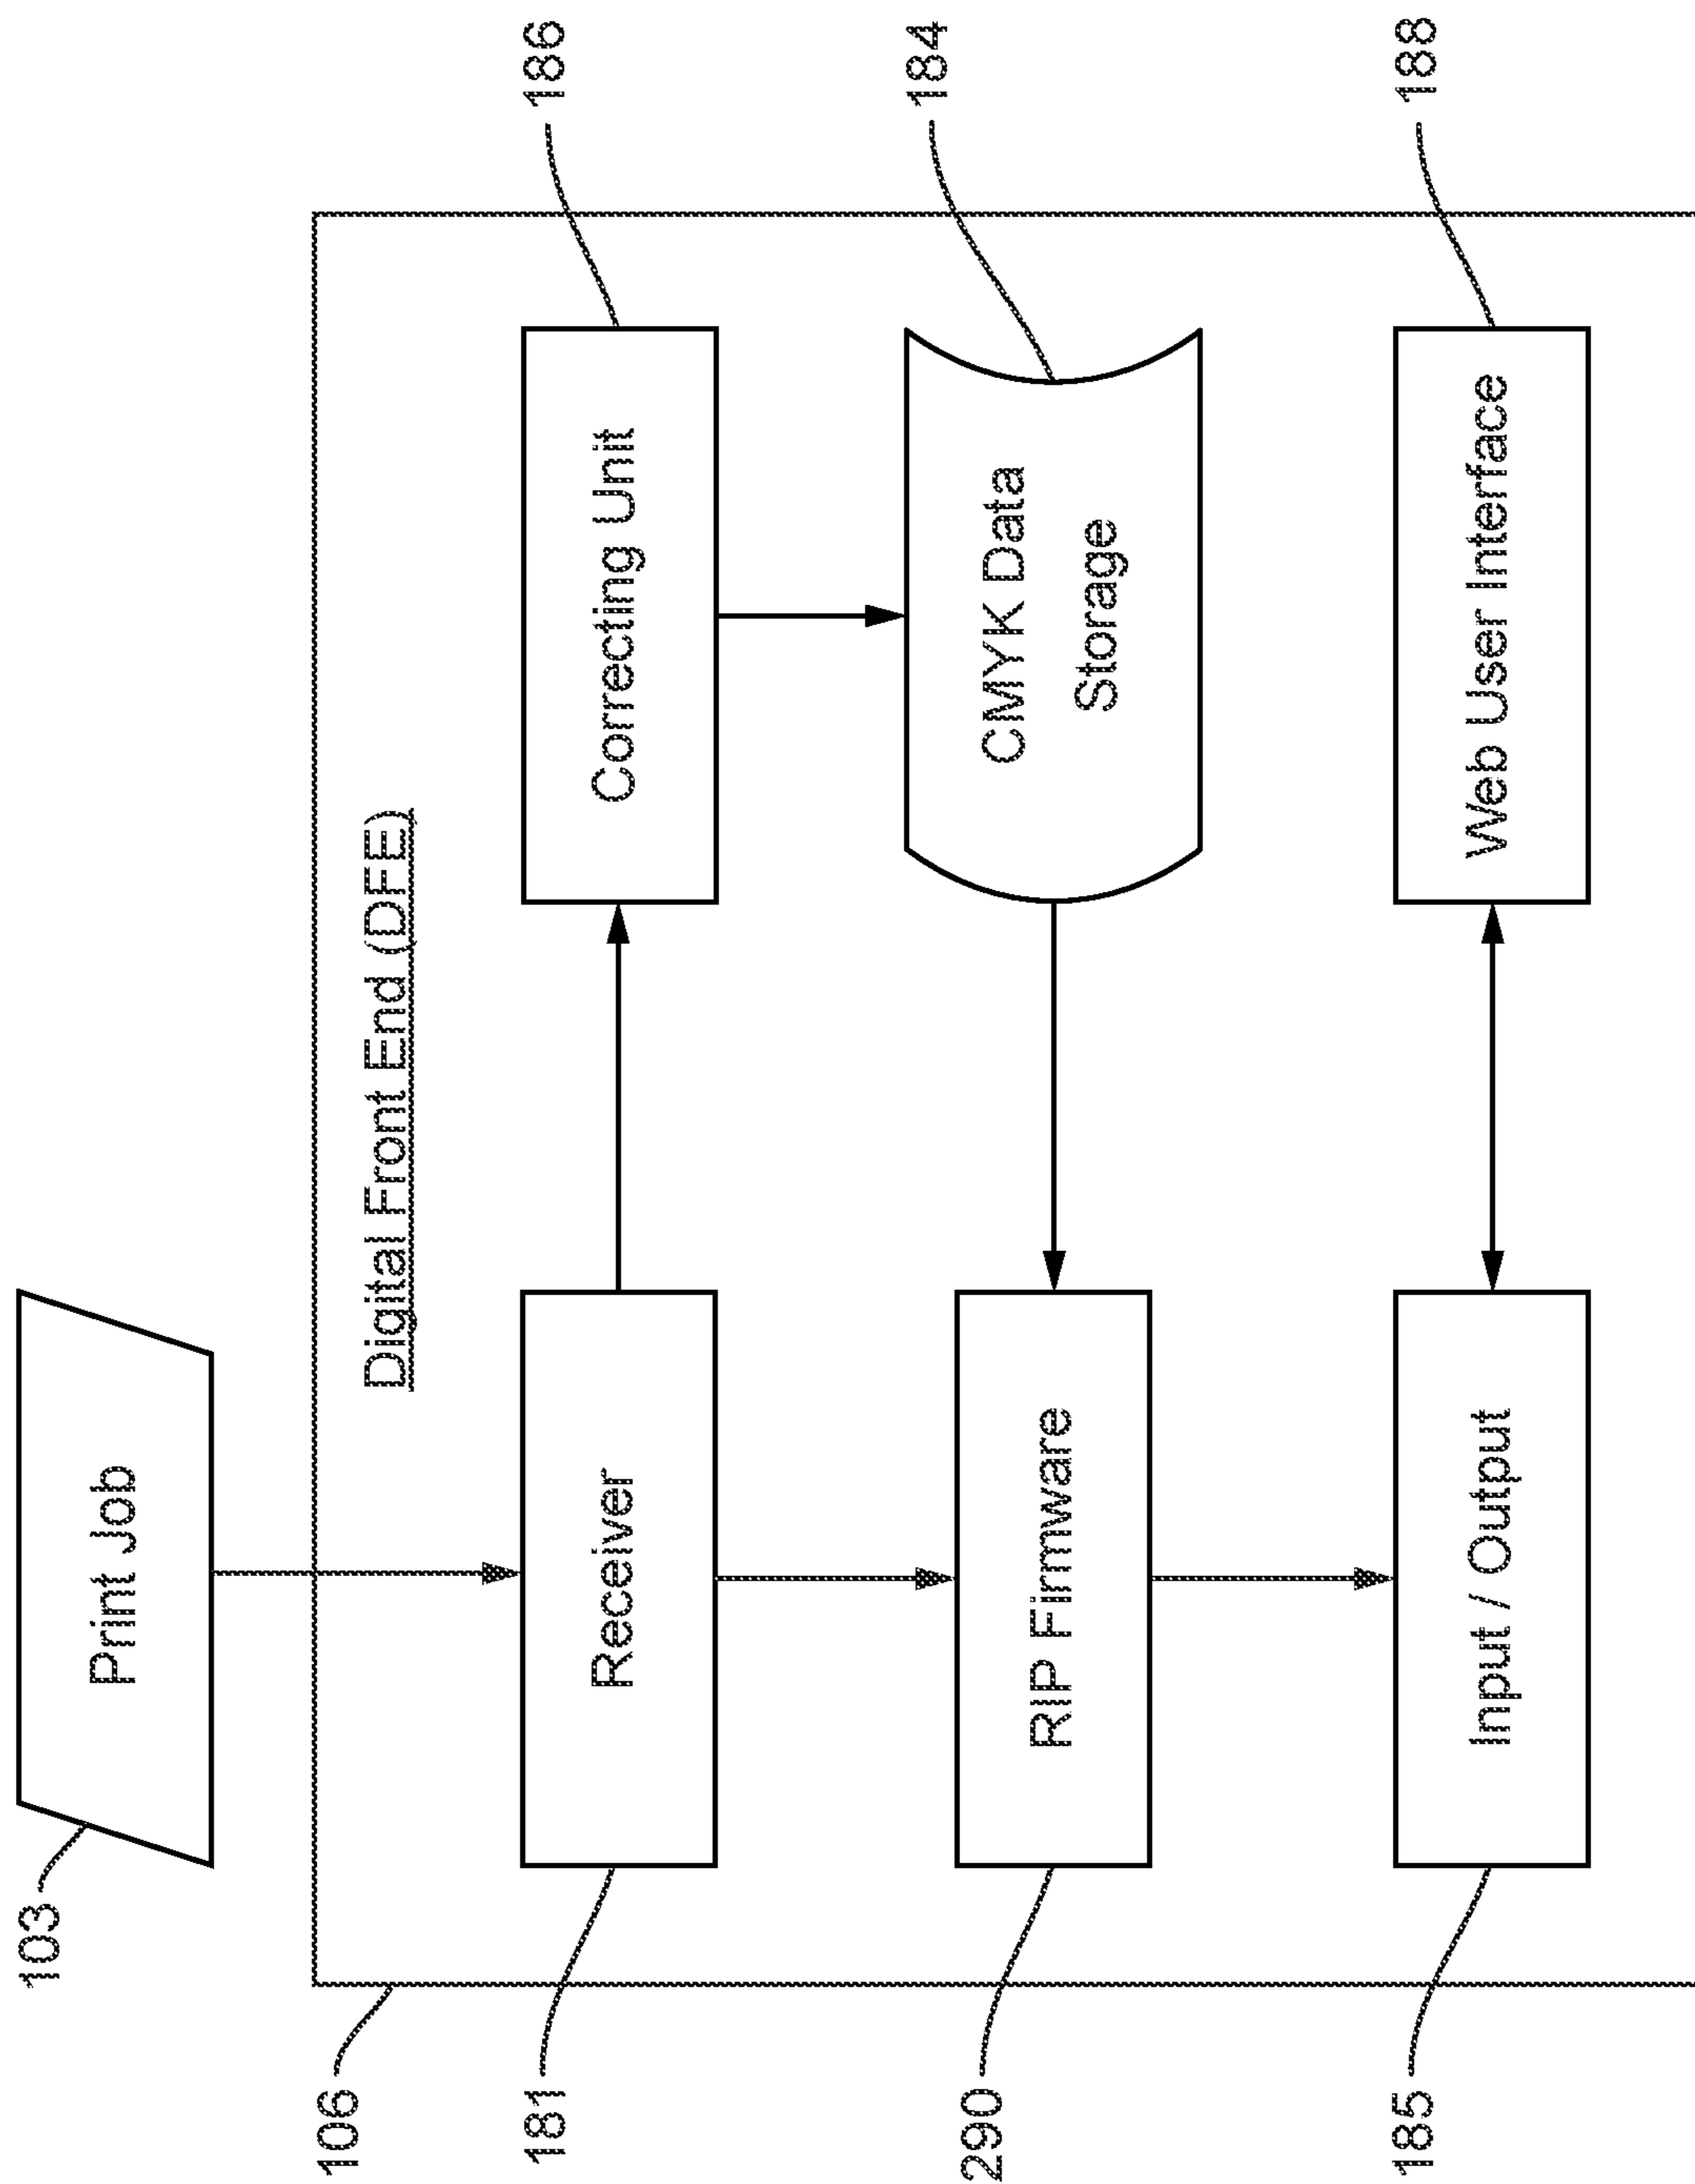 103
Print Job
106
Digital Front End (DFE)
181
Receiver
Correcting Unit
186
290
RIP Firmware
CMYK Data
Storage
184
185
Input / Output
Web User Interface
188